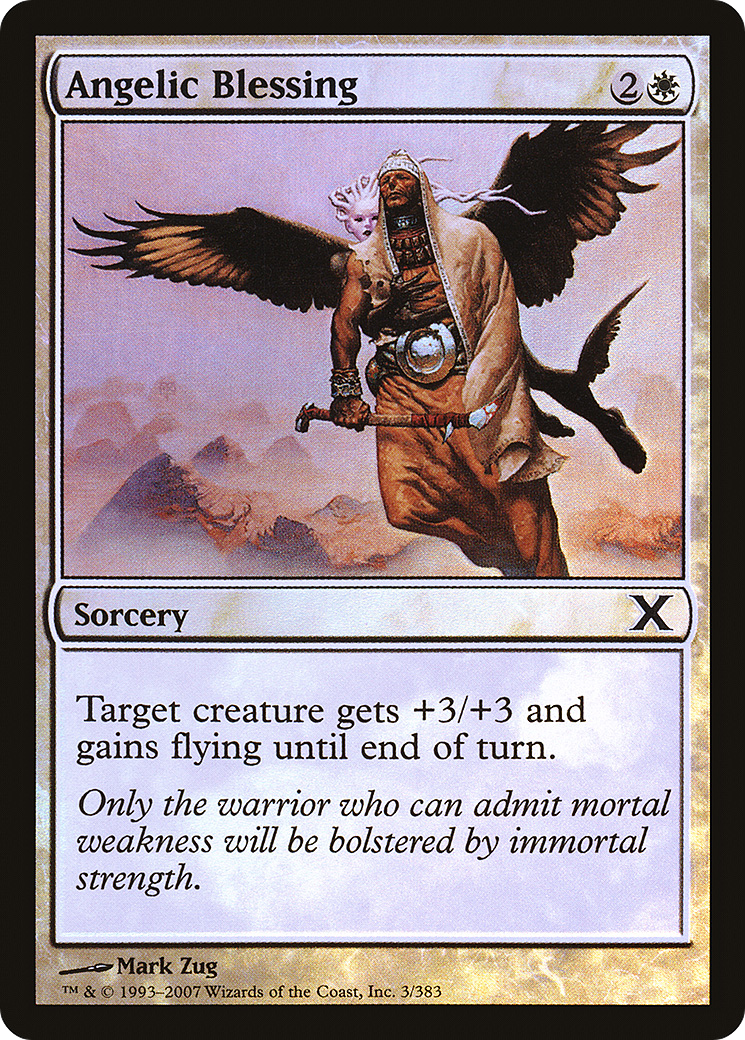 Angelic Blessing 2
Sorcery X
Target creature gets +3/+3 and
gains flying until end of turn.
Only the warrior who can admit mortal
weakness will be bolstered by immortal
strength.
Mark Zug
™ & © 1993–2007 Wizards of the Coast, Inc. 3/383